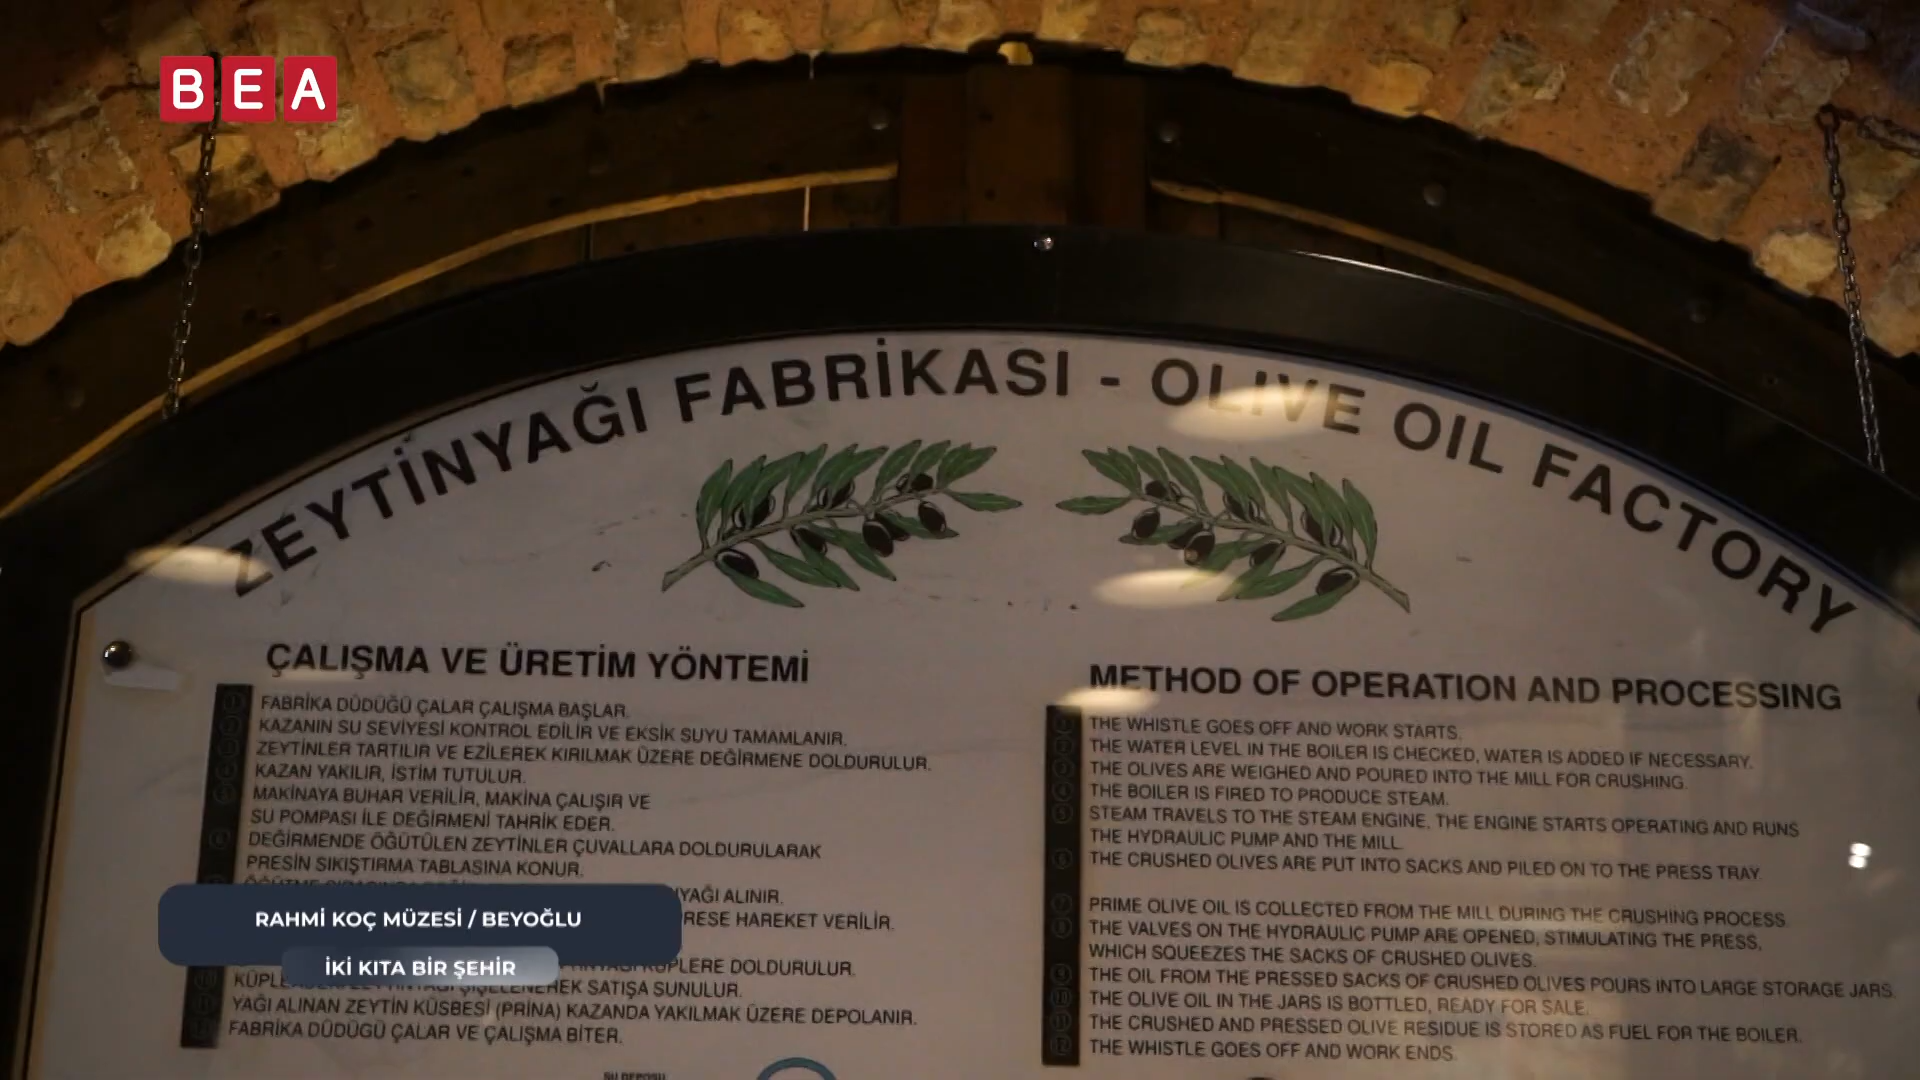 BEA
ZEYTİNYAĞI FABRİKASI - OLIVE OIL FACTORY
ÇALIŞMA VE ÜRETİM YÖNTEMİ
FABRİKA DÜDÜĞÜ ÇALAR ÇALIŞMA BAŞLAR.
KAZANIN SU SEVİYESİ KONTROL EDİLİR VE EKSİK SUYU TAMAMLANIR.
ZEYTİNLER TARTILIR VE EZİLEREK KIRILMAK ÜZERE DEĞİRMENE DOLDURULUR.
KAZAN YAKILIR, İSTİM TUTULUR.
MAKİNAYA BUHAR VERİLİR, MAKİNA ÇALIŞIR VE
SU POMPASI İLE DEĞİRMENİ TAHRİK EDER.
DEĞİRMENDE ÖĞÜTÜLEN ZEYTİNLER ÇUVALLARA DOLDURULARAK
PRESİN SIKIŞTIRMA TABLASINA KONUR.
ALINIR.
PRESE HAREKET VERİLİR.
KÜPLERE DOLDURULUR.
SATIŞA SUNULUR.
YAĞI ALINAN ZEYTİN KÜSBESİ (PRİNA) KAZANDA YAKILMAK ÜZERE DEPOLANIR.
FABRİKA DÜDÜGÜ ÇALAR VE ÇALIŞMA BİTER.
SU DEPOSU
METHOD OF OPERATION AND PROCESSING
THE WHISTLE GOES OFF AND WORK STARTS.
THE WATER LEVEL IN THE BOILER IS CHECKED, WATER IS ADDED IF NECESSARY.
THE OLIVES ARE WEIGHED AND POURED INTO THE MILL FOR CRUSHING.
THE BOILER IS FIRED TO PRODUCE STEAM.
STEAM TRAVELS TO THE STEAM ENGINE, THE ENGINE STARTS OPERATING AND RUNS
THE HYDRAULIC PUMP AND THE MILL.
THE CRUSHED OLIVES ARE PUT INTO SACKS AND PILED ON TO THE PRESS TRAY.
PRIME OLIVE OIL IS COLLECTED FROM THE MILL DURING THE CRUSHING PROCESS.
THE VALVES ON THE HYDRAULIC PUMP ARE OPENED, STIMULATING THE PRESS,
WHICH SQUEEZES THE SACKS OF CRUSHED OLIVES.
THE OIL FROM THE PRESSED SACKS OF CRUSHED OLIVES POURS INTO LARGE STORAGE JARS.
THE OLIVE OIL IN THE JARS IS BOTTLED, READY FOR SALE.
THE CRUSHED AND PRESSED OLIVE RESIDUE IS STORED AS FUEL FOR THE BOILER.
THE WHISTLE GOES OFF AND WORK ENDS.
RAHMİ KOÇ MÜZESİ / BEYOĞLU
İKİ KITA BİR ŞEHİR